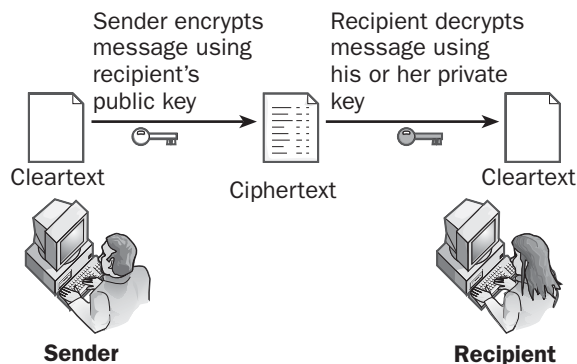 Sender encrypts
message using
recipient's
public key
Recipient decrypts
message using
his or her private
key
Cleartext
Ciphertext
Cleartext
Sender
Recipient